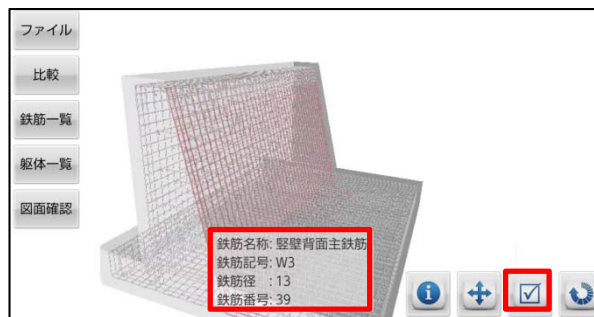 ファイル
比較
鉄筋一覧
躯体一覧
図面確認
鉄筋名称: 竪壁背面主鉄筋
鉄筋記号: W3
鉄筋径 : 13
鉄筋番号: 39